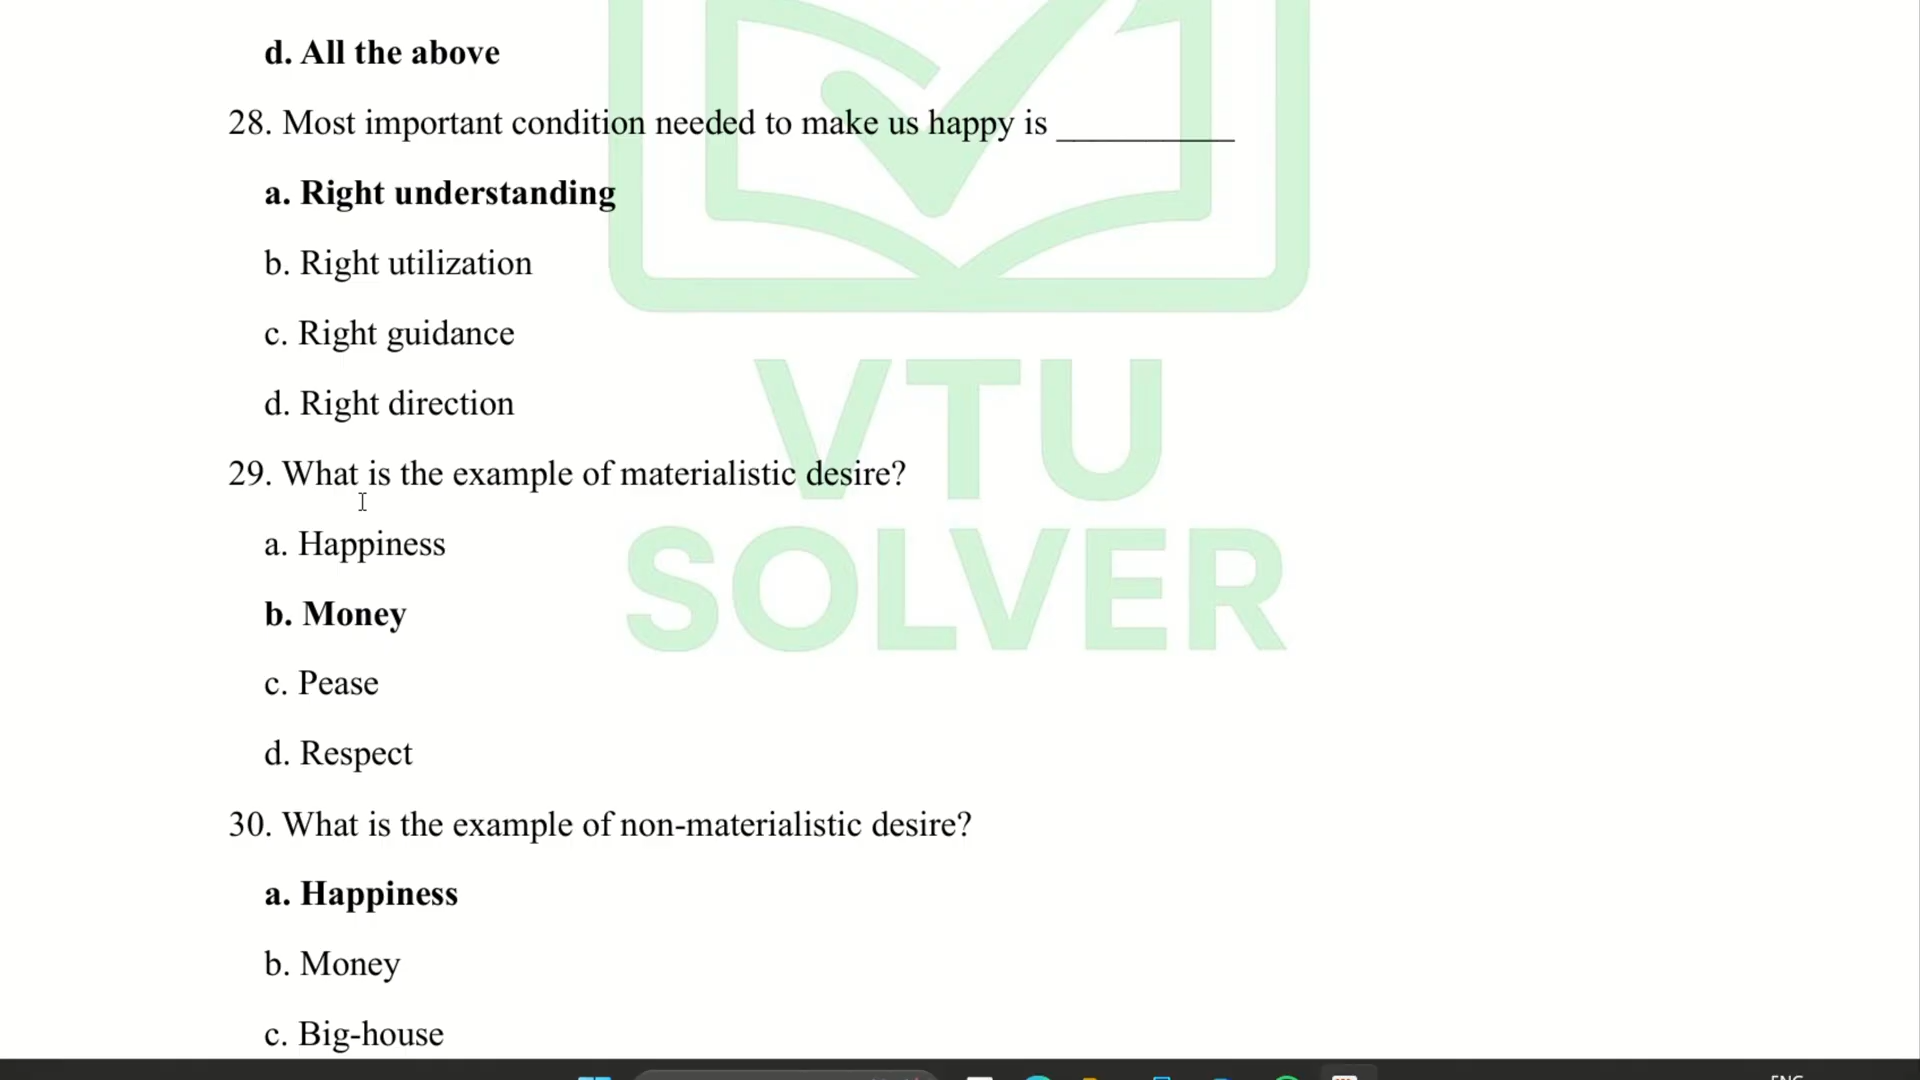 d. All the above
28. Most important condition needed to make us happy is __________
a. Right understanding
b. Right utilization
c. Right guidance
d. Right direction
29. What is the example of materialistic desire?
a. Happiness
b. Money
c. Pease
d. Respect
30. What is the example of non-materialistic desire?
a. Happiness
b. Money
c. Big-house
VTU
SOLVER
ENG